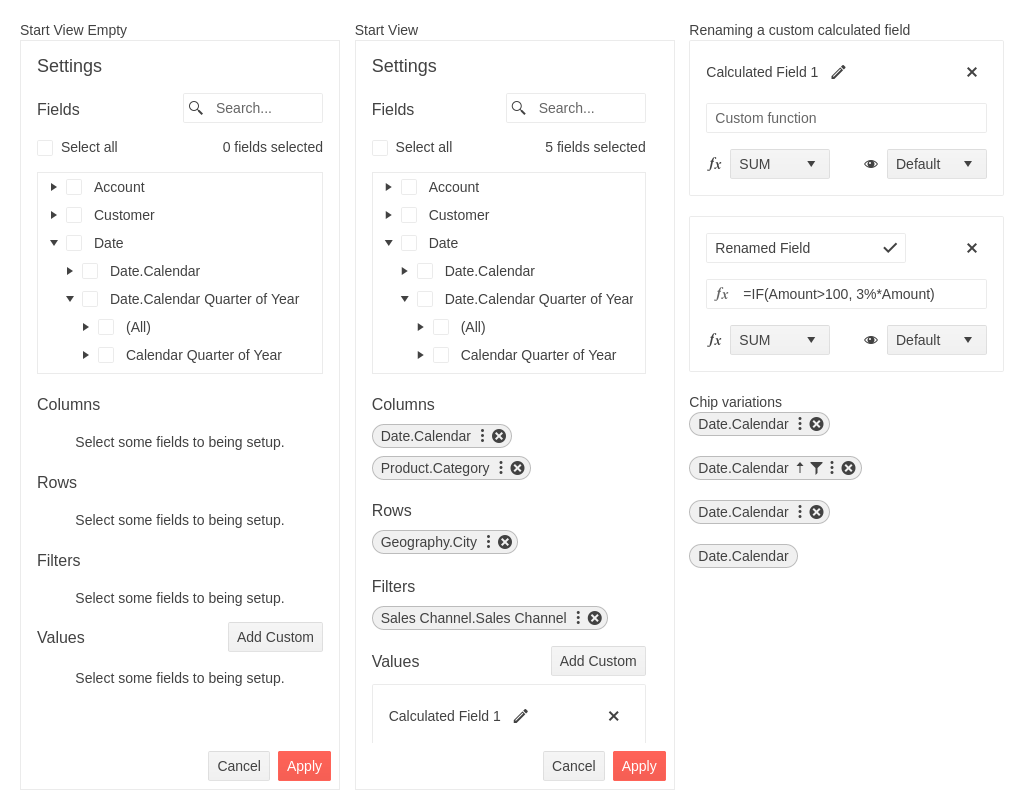 Start View Empty
Settings
Fields
Search...
Select all
0 fields selected
Account
Customer
Date
Date.Calendar
Date.Calendar Quarter of Year
(All)
Calendar Quarter of Year
Columns
Select some fields to being setup.
Rows
Select some fields to being setup.
Filters
Select some fields to being setup.
Values
Add Custom
Select some fields to being setup.
Cancel
Apply
Start View
Settings
Fields
Search...
Select all
5 fields selected
Account
Customer
Date
Date.Calendar
Date.Calendar Quarter of Year
(All)
Calendar Quarter of Year
Columns
Date.Calendar
Product.Category
Rows
Geography.City
Filters
Sales Channel.Sales Channel
Values
Add Custom
Calculated Field 1
Cancel
Apply
Renaming a custom calculated field
Calculated Field 1
Custom function
fx SUM
Default
Renamed Field
fx =IF(Amount>100, 3%*Amount)
fx SUM
Default
Chip variations
Date.Calendar
Date.Calendar
Date.Calendar
Date.Calendar